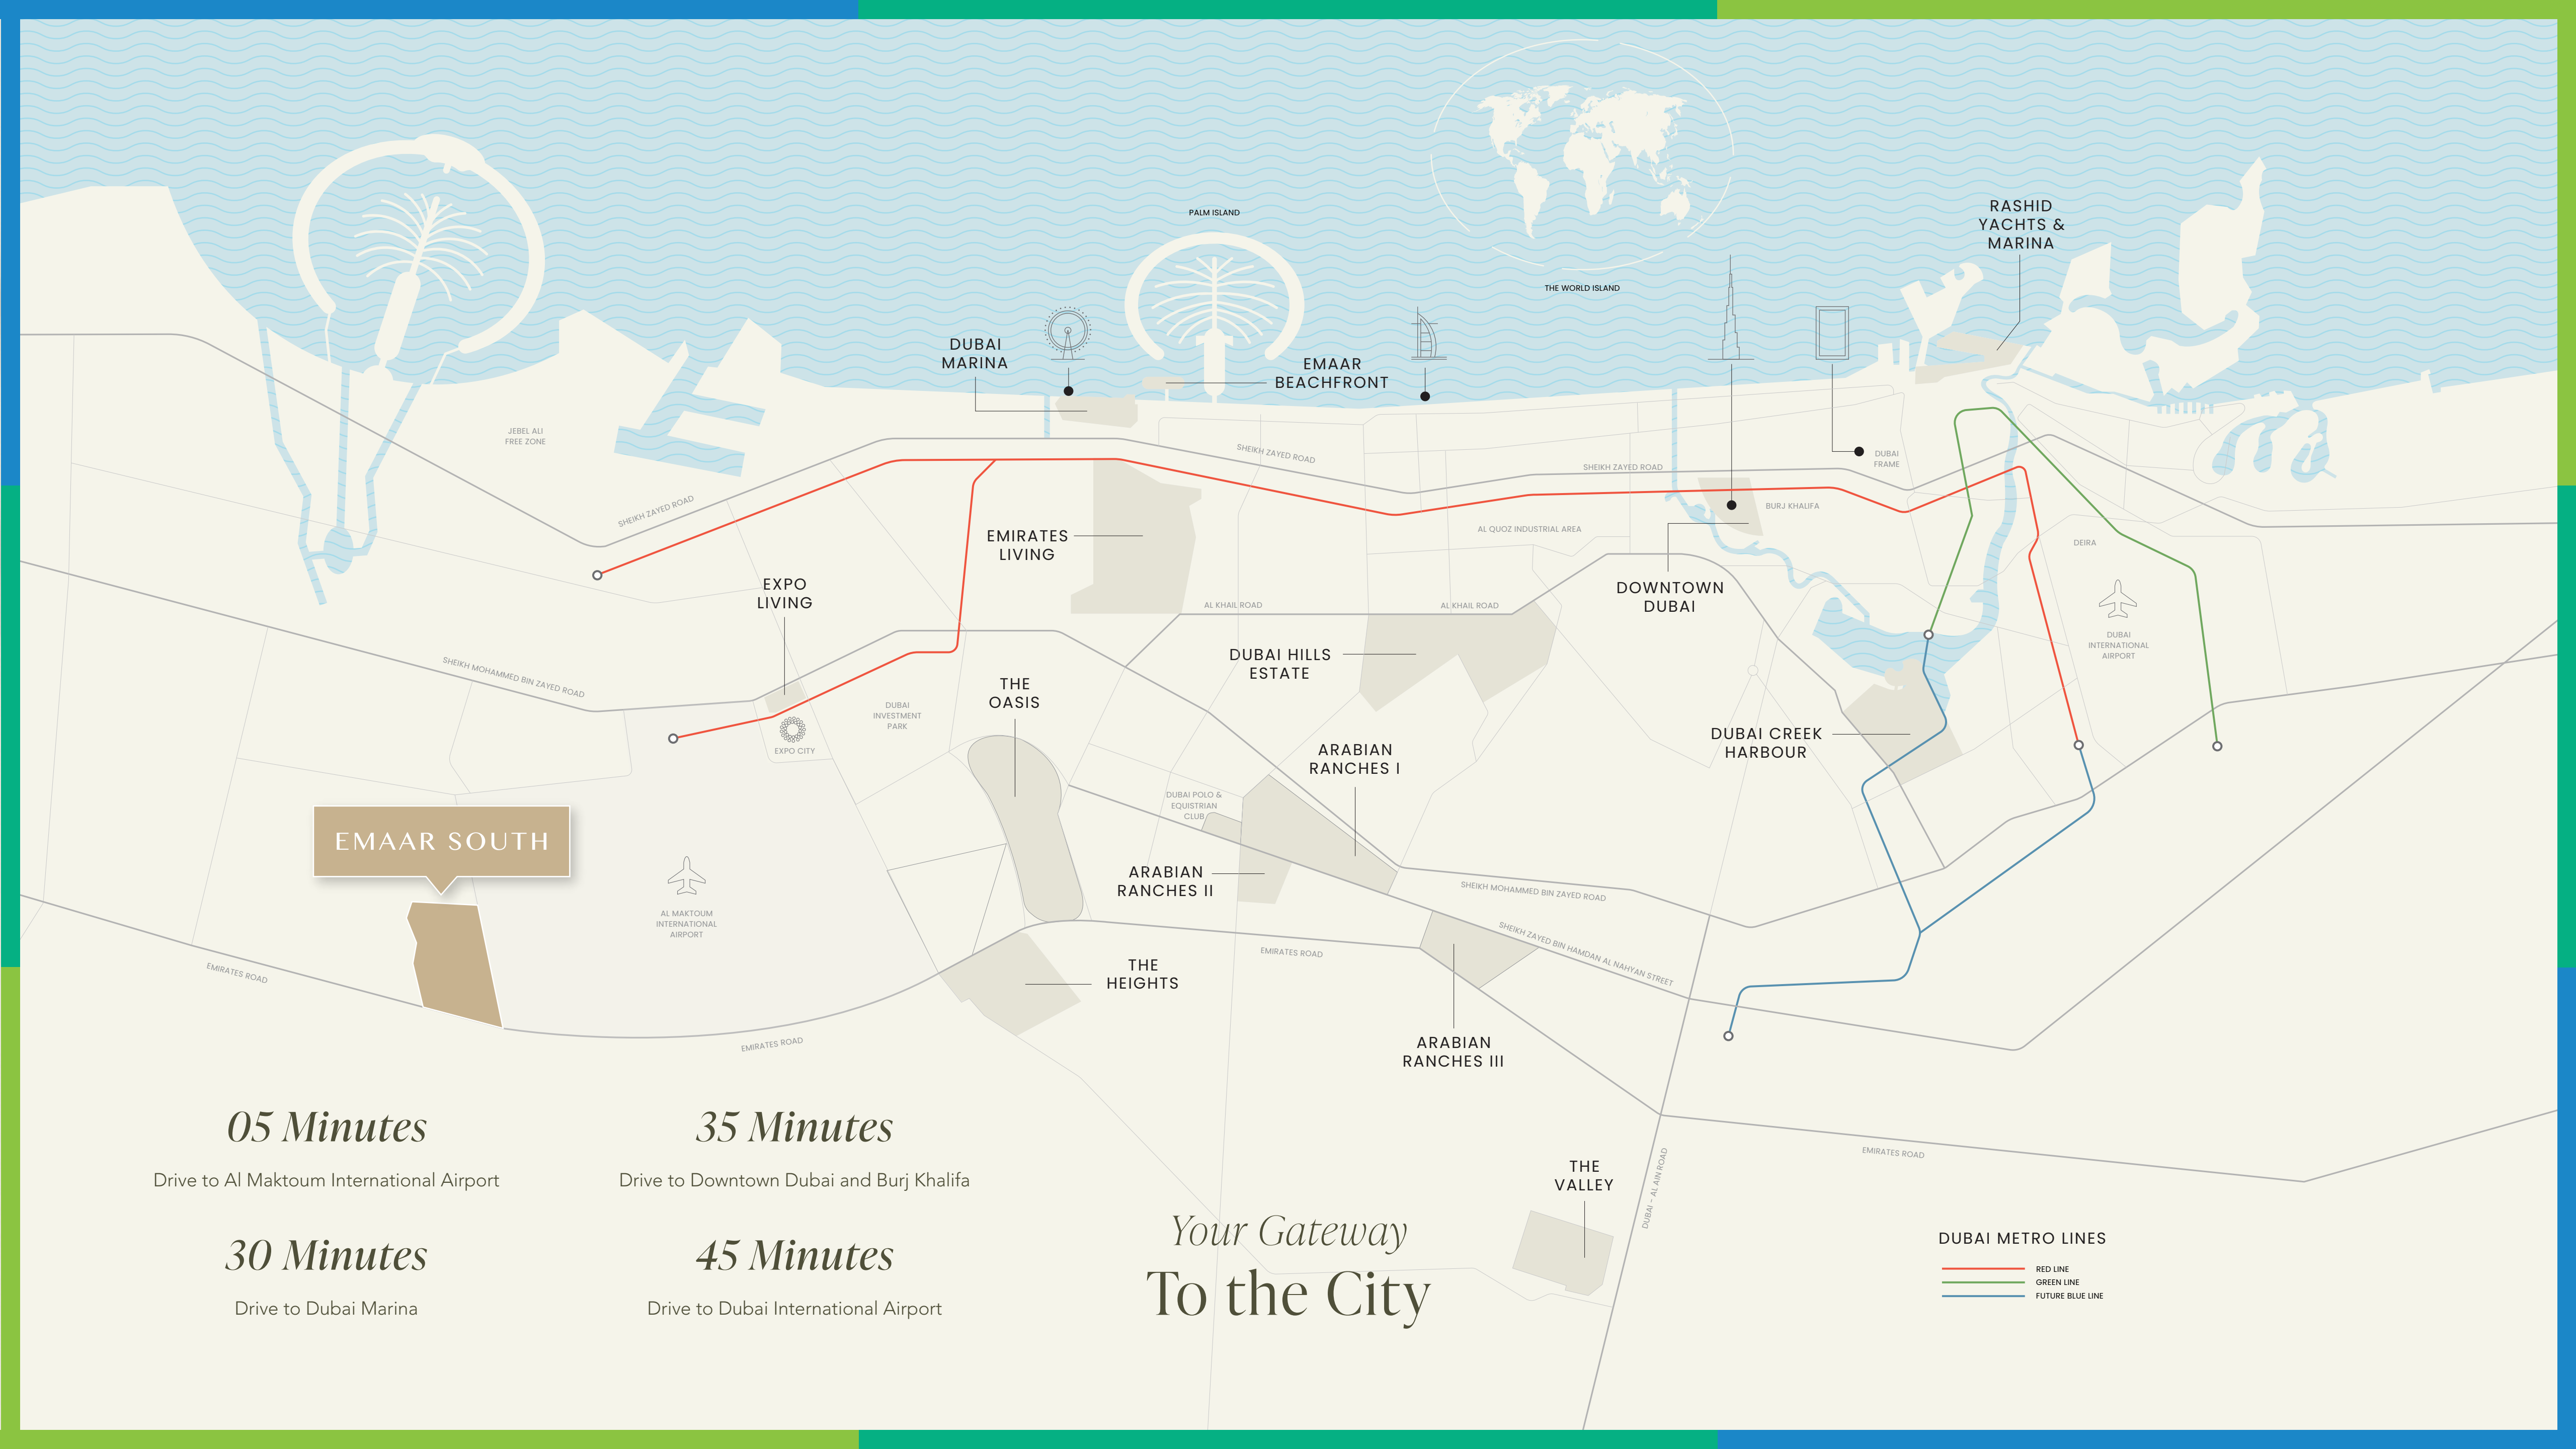 PALM ISLAND
THE WORLD ISLAND
RASHID
YACHTS &
MARINA
DUBAI
MARINA
EMAAR
BEACHFRONT
JEBEL ALI
FREE ZONE
SHEIKH ZAYED ROAD
SHEIKH ZAYED ROAD
SHEIKH ZAYED ROAD
DUBAI
FRAME
BURJ KHALIFA
AL QUOZ INDUSTRIAL AREA
DEIRA
EMIRATES
LIVING
EXPO
LIVING
AL KHAIL ROAD
AL KHAIL ROAD
DOWNTOWN
DUBAI
DUBAI
INTERNATIONAL
AIRPORT
SHEIKH MOHAMMED BIN ZAYED ROAD
DUBAI HILLS
ESTATE
THE
OASIS
DUBAI
INVESTMENT
PARK
EXPO CITY
DUBAI CREEK
HARBOUR
ARABIAN
RANCHES I
DUBAI POLO &
EQUISTRIAN
CLUB
EMAAR SOUTH
ARABIAN
RANCHES II
SHEIKH MOHAMMED BIN ZAYED ROAD
AL MAKTOUM
INTERNATIONAL
AIRPORT
SHEIKH ZAYED BIN HAMDAN AL NAHYAN STREET
EMIRATES ROAD
EMIRATES ROAD
THE
HEIGHTS
EMIRATES ROAD
ARABIAN
RANCHES III
05 Minutes
Drive to Al Maktoum International Airport
35 Minutes
Drive to Downtown Dubai and Burj Khalifa
30 Minutes
Drive to Dubai Marina
45 Minutes
Drive to Dubai International Airport
Your Gateway
To the City
THE
VALLEY
DUBAI - AL AIN ROAD
EMIRATES ROAD
DUBAI METRO LINES
RED LINE
GREEN LINE
FUTURE BLUE LINE